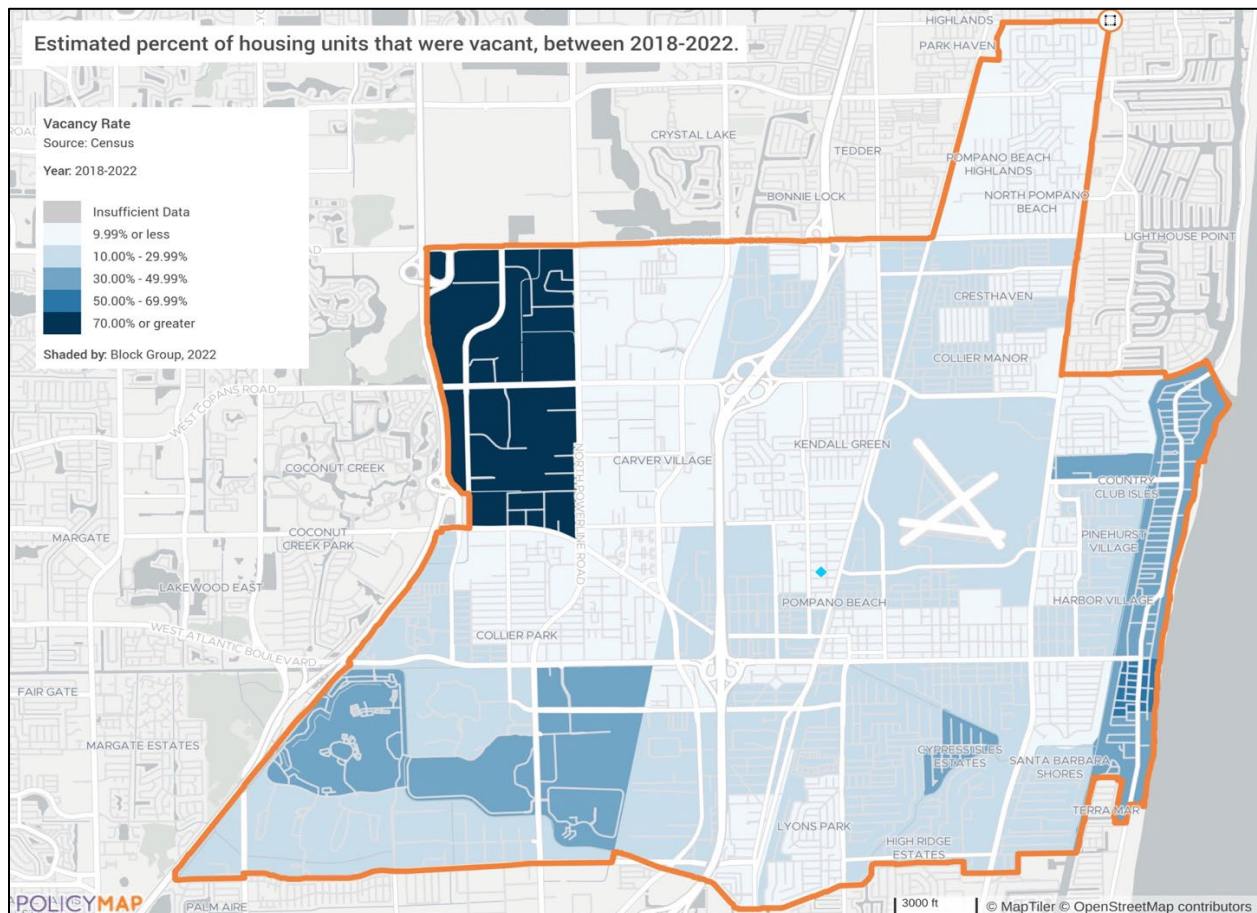 Estimated percent of housing units that were vacant, between 2018-2022.
Vacancy Rate
Source: Census
Year: 2018-2022
Insufficient Data
9.99% or less
10.00% - 29.99%
30.00% - 49.99%
50.00% - 69.99%
70.00% or greater
Shaded by: Block Group, 2022
HIGHLANDS
PARK HAVEN
CRYSTAL LAKE
TEDDER
POMPANO BEACH
HIGHLANDS
BONNIE LOCK
NORTH POMPANO
BEACH
LIGHTHOUSE POINT
CRESTHAVEN
COLLIER MANOR
WEST COPANS ROAD
KENDALL GREEN
NORTH POWERLINE ROAD
CARVER VILLAGE
COCONUT CREEK
COUNTRY
CLUB ISLES
COCONUT
CREEK PARK
MARGATE
PINEHURST
VILLAGE
LAKEWOOD EAST
POMPANO BEACH
HARBOR VILLAGE
COLLIER PARK
WEST ATLANTIC BOULEVARD
FAIR GATE
MARGATE ESTATES
CYPRESS ISLES
ESTATES
SANTA BARBARA
SHORES
TERRA MAR
LYONS PARK
HIGH RIDGE
ESTATES
PALM AIRE
POLICYMAP
3000 ft
© MapTiler © OpenStreetMap contributors